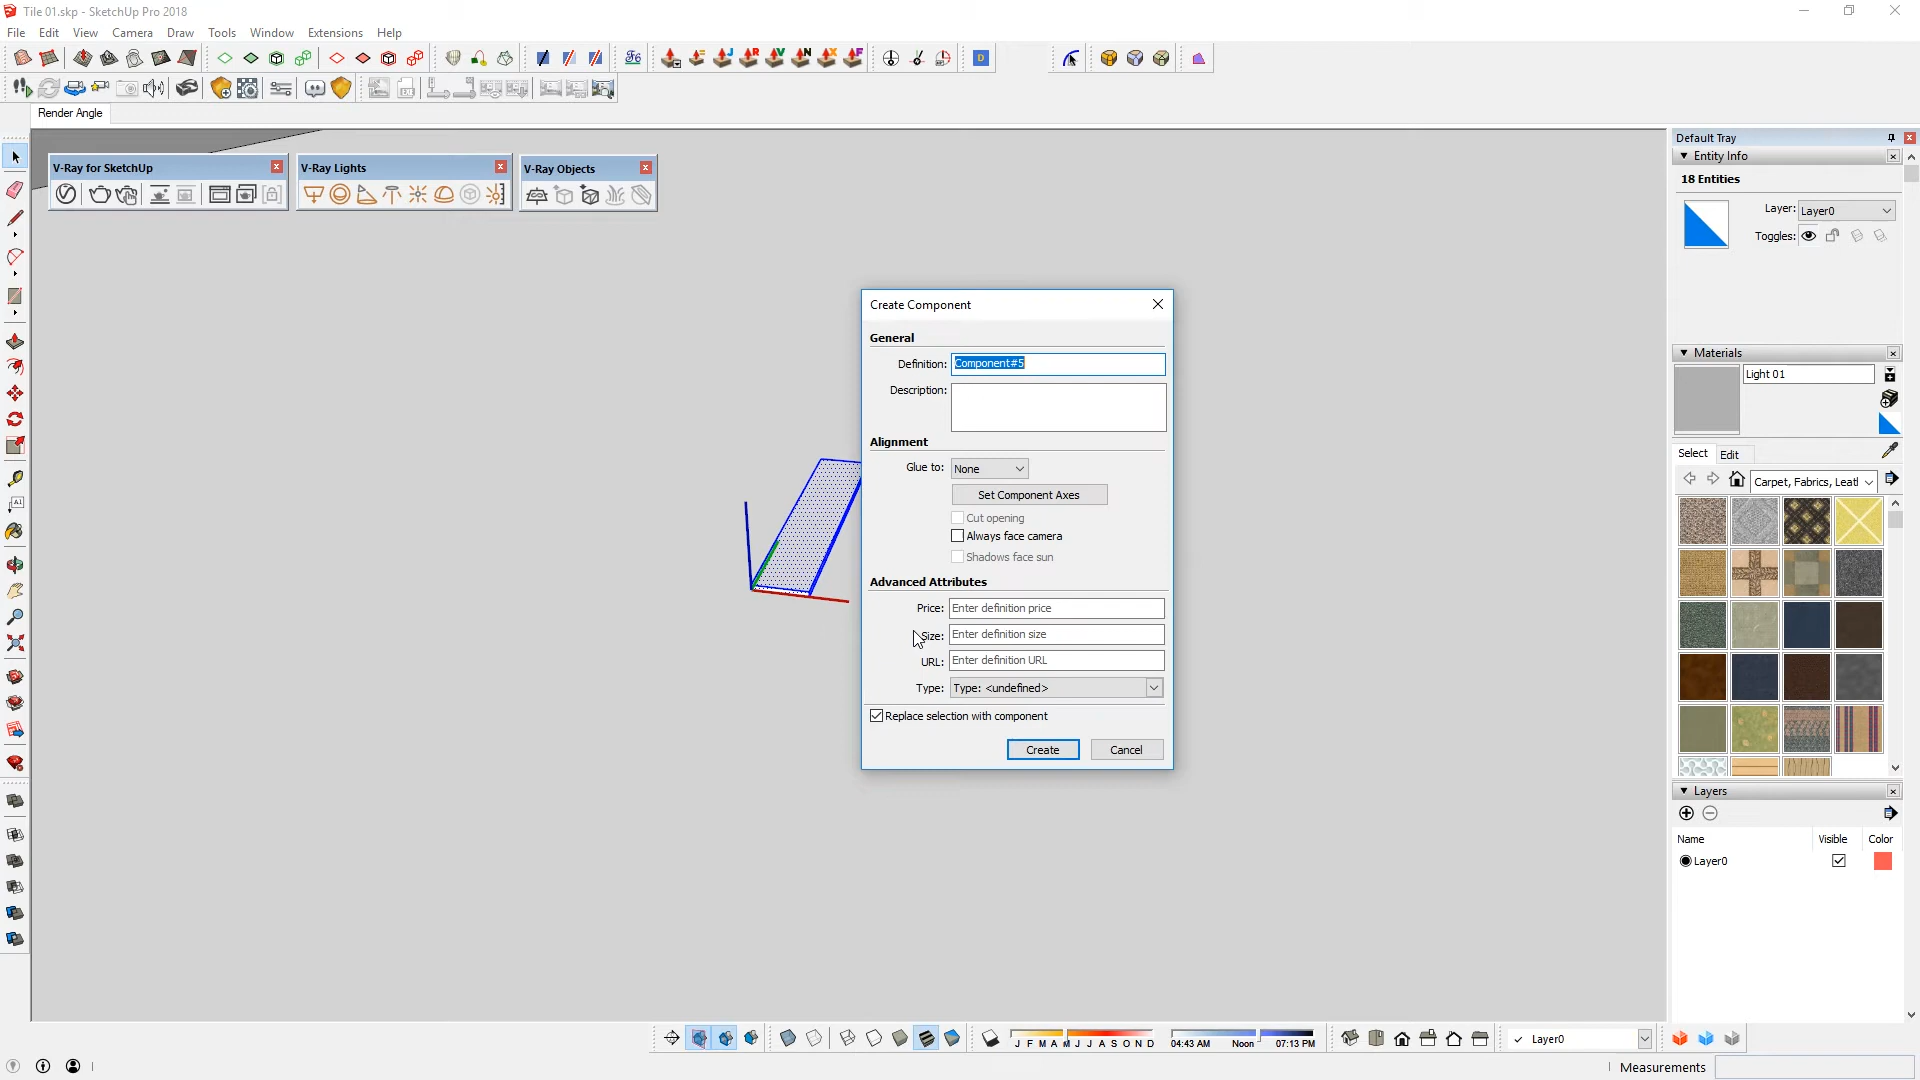 Tile 01.skp - SketchUp Pro 2018
File Edit View Camera Draw Tools Window Extensions Help
Render Angle
V-Ray for SketchUp
V-Ray Lights
V-Ray Objects
Create Component
General
Definition: Component#5
Description:
Alignment
Glue to: None
Set Component Axes
Cut opening
Always face camera
Shadows face sun
Advanced Attributes
Price: Enter definition price
Size: Enter definition size
URL: Enter definition URL
Type: Type: <undefined>
Replace selection with component
Create Cancel
Default Tray
Entity Info
18 Entities
Layer: Layer0
Toggles:
Materials
Light 01
Select Edit
Carpet, Fabrics, Leatl
Layers
Name Visible Color
Layer0
J F M A M J J A S O N D
04:43 AM Noon 07:13 PM
Layer0
Measurements